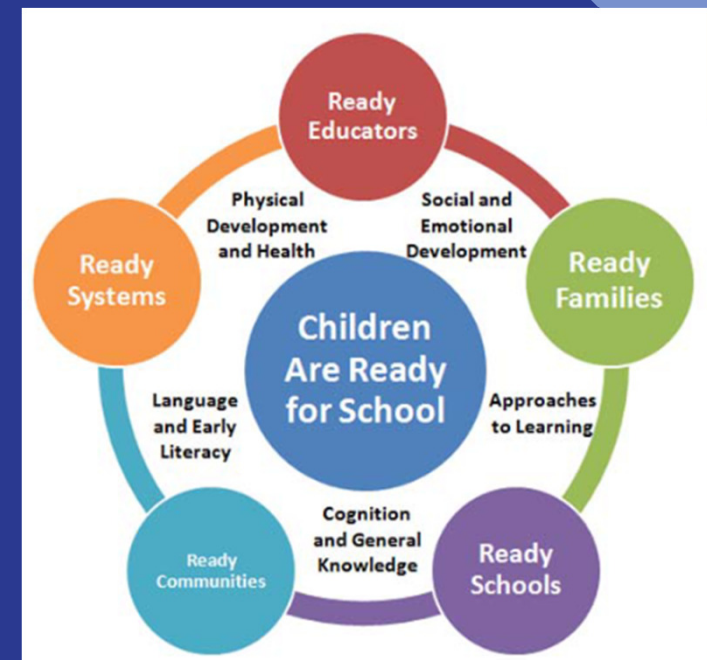 Ready
Educators
Physical
Development
and Health
Social and
Emotional
Development
Ready
Systems
Ready
Families
Children
Are Ready
for School
Language
and Early
Literacy
Approaches
to Learning
Cognition
and General
Knowledge
Ready
Communities
Ready
Schools